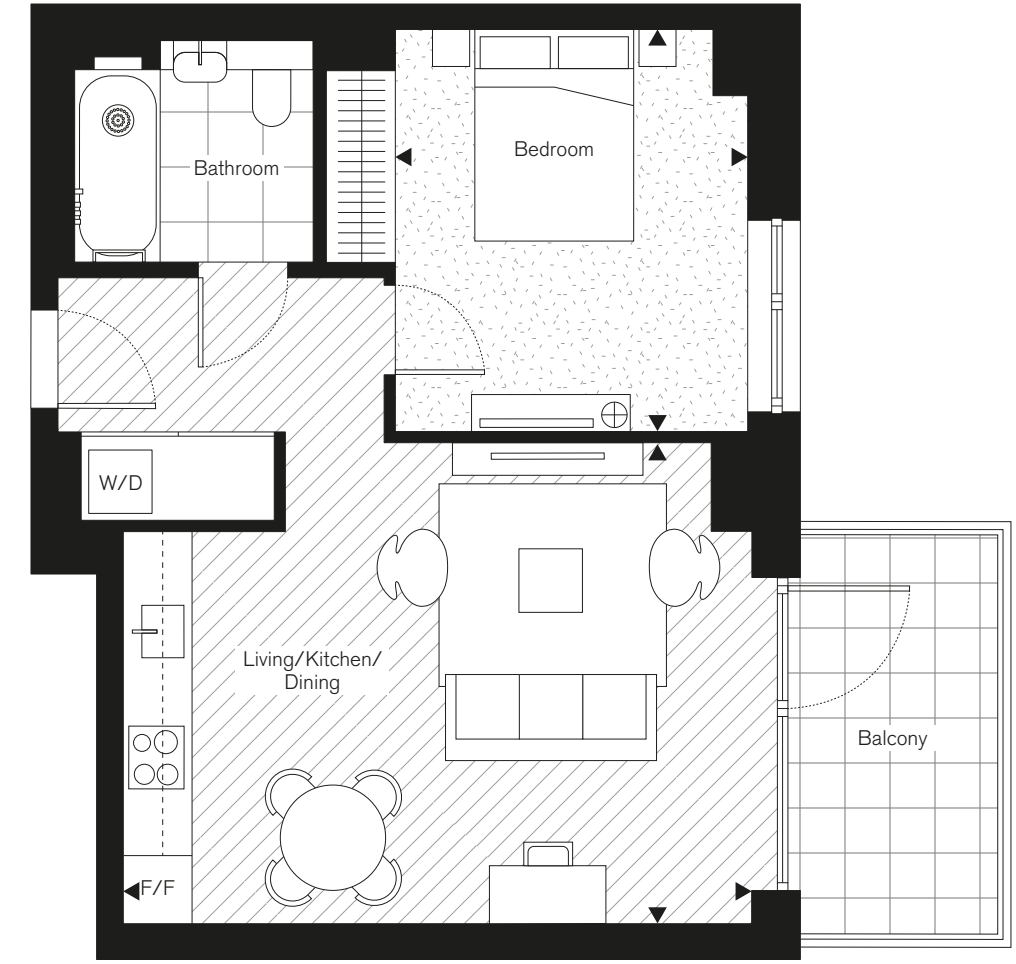 Bathroom
Bedroom
W/D
Living/Kitchen/
Dining
Balcony
F/F